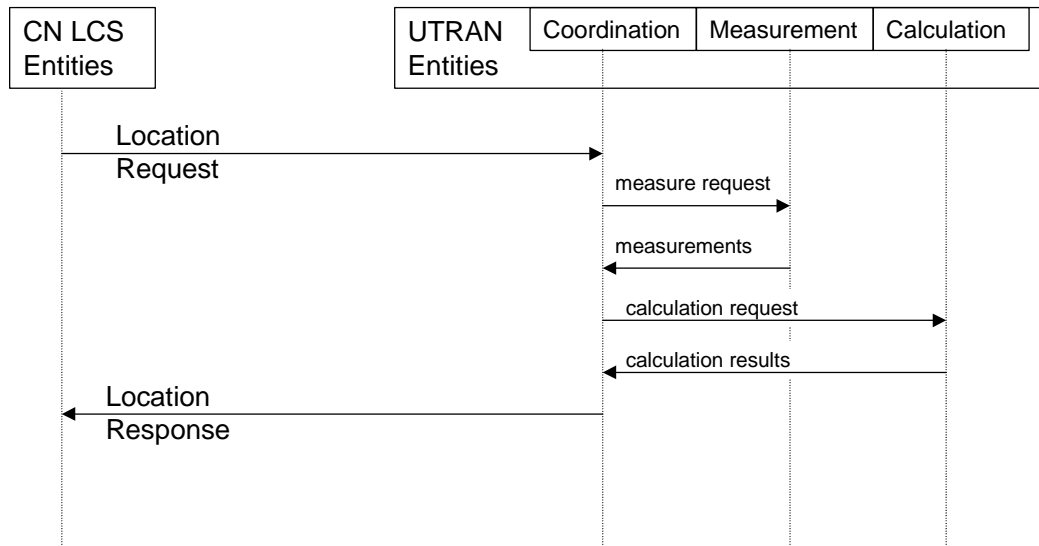 CN LCS
Entities
UTRAN
Entities
Coordination
Measurement
Calculation
Location
Request
measure request
measurements
calculation request
calculation results
Location
Response